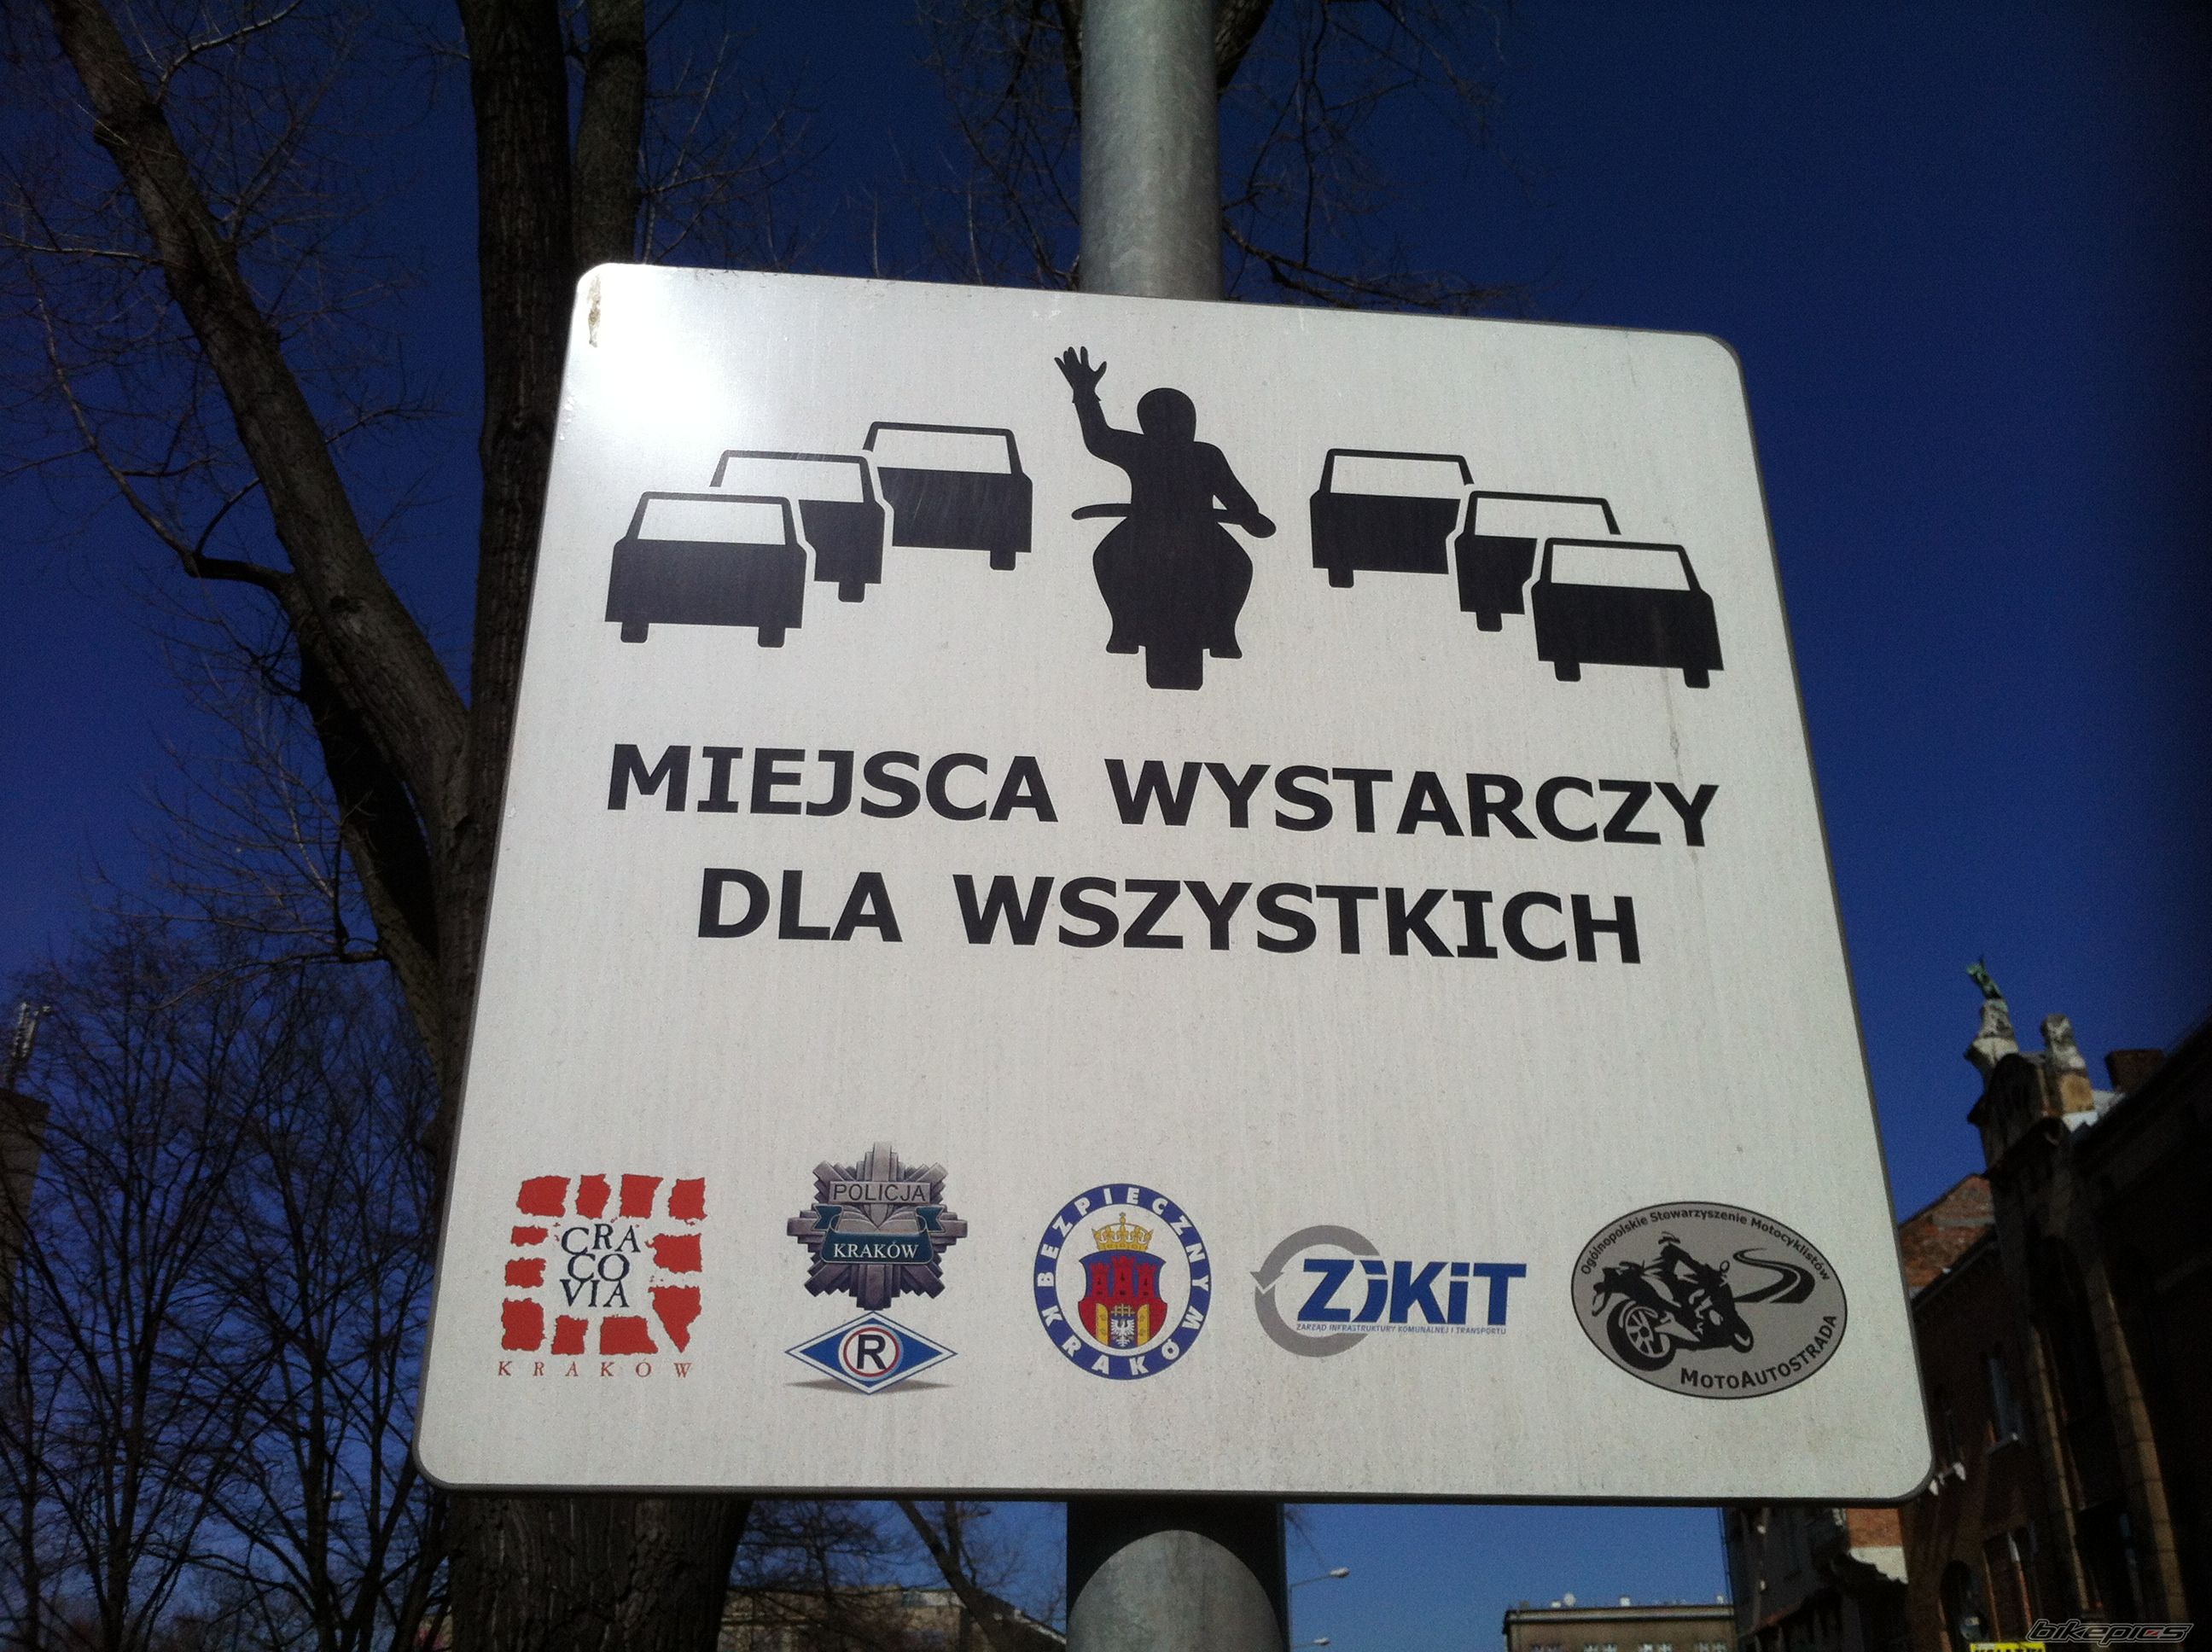 MIEJSCA WYSTARCZY
DLA WSZYSTKICH
CRA
CO
VIA
KRAKÓW
POLICJA
KRAKÓW
R
BEZPIECZNY KRAKÓW
ZIKiT
ZARZĄD INFRASTRUKTURY KOMUNALNEJ I TRANSPORTU
Ogólnopolskie Stowarzyszenie Motocyklistów
MOTOAUTOSTRADA
bikepics